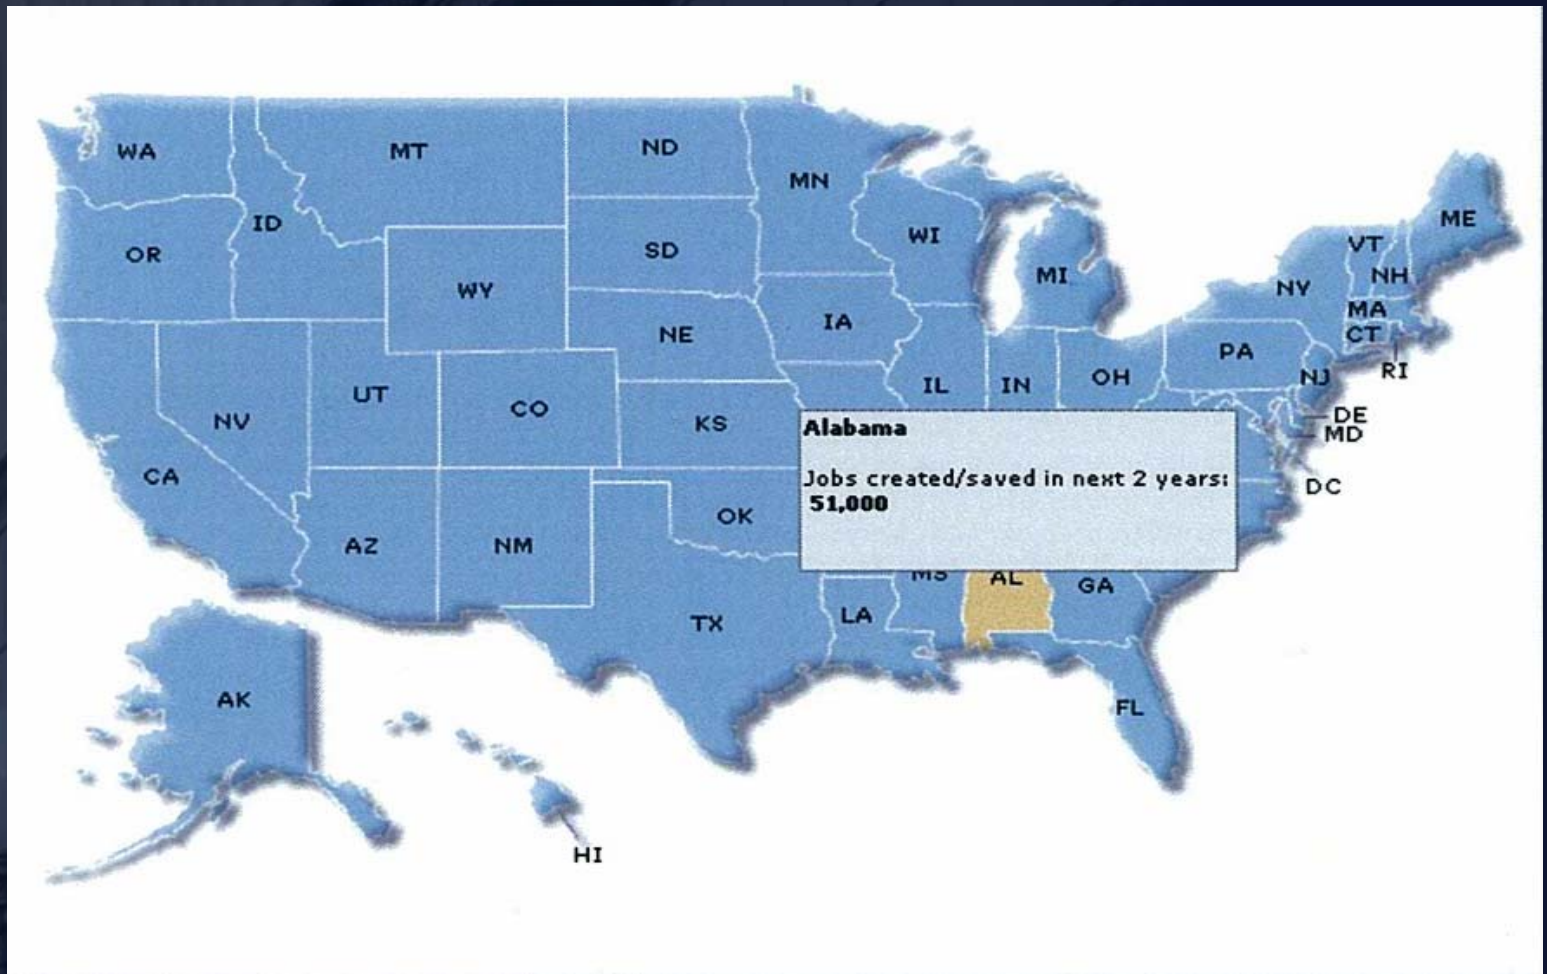 WA
MT
ND
MN
ID
OR
SD
WI
MI
ME
VT
NH
NY
WY
MA
IA
CT
NE
PA
RI
NJ
UT
CO
IL
IN
OH
NV
KS
DE
MD
CA
DC
Alabama
Jobs created/saved in next 2 years:
51,000
OK
AZ
NM
MS
AL
GA
TX
LA
AK
FL
HI